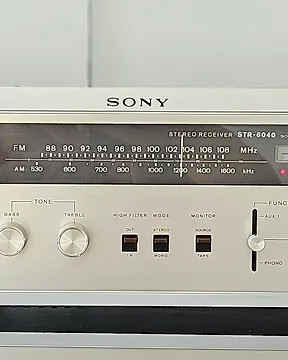 SONY
STEREO RECEIVER STR-6040
FM 88 90 92 94 96 98 100 102 104 106 108 MHz
AM 530 600 700 800 1000 1200 1400 1600 kHz
TONE
BASS TREBLE
HIGH FILTER MODE MONITOR
OUT STEREO SOURCE
IN MONO TAPE
FUNC
AUX 1
PHONO